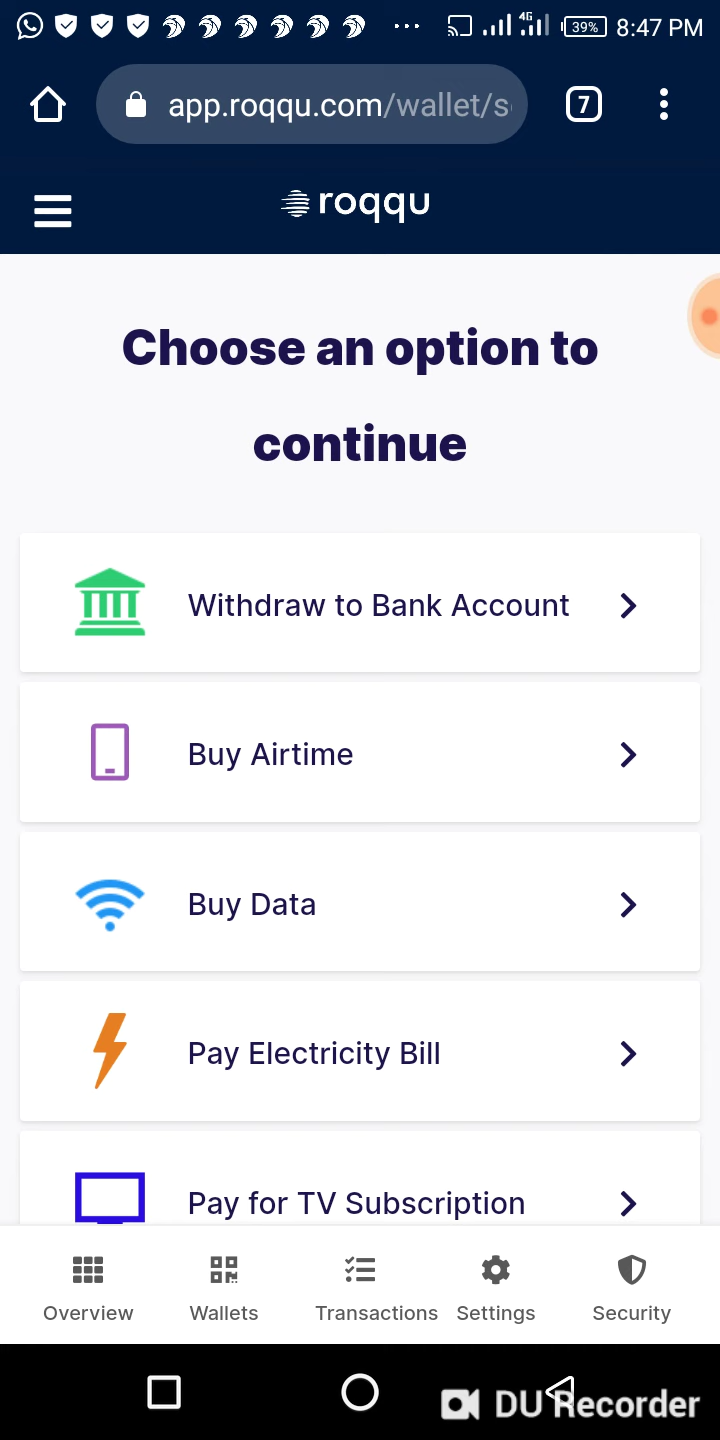 39% 8:47 PM
4G
app.roqqu.com/wallet/s
7
roqqu
Choose an option to
continue
Withdraw to Bank Account
Buy Airtime
Buy Data
Pay Electricity Bill
Pay for TV Subscription
Overview Wallets Transactions Settings Security
DU Recorder